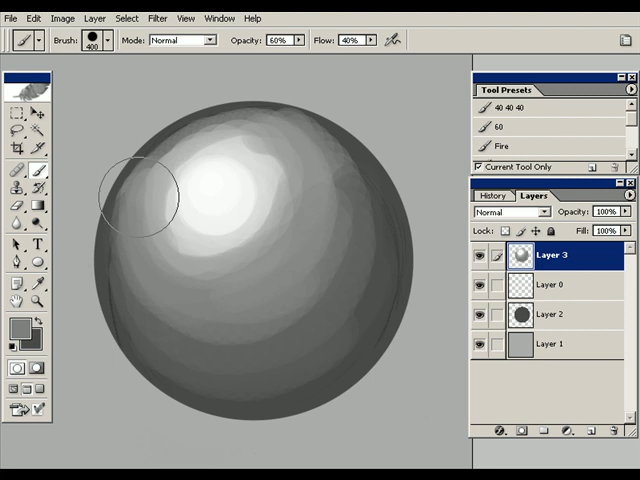 File Edit Image Layer Select Filter View Window Help
Brush: 400 Mode: Normal Opacity: 60% Flow: 40%
Tool Presets
40 40 40
60
Fire
Current Tool Only
History Layers
Normal Opacity: 100%
Lock: Fill: 100%
Layer 3
Layer 0
Layer 2
Layer 1
T